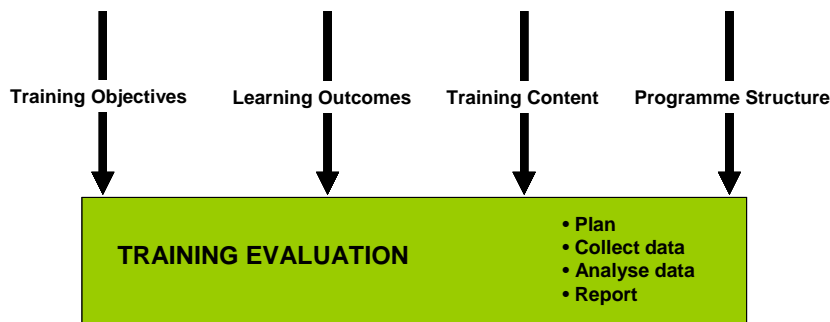 Training Objectives Learning Outcomes Training Content Programme Structure
TRAINING EVALUATION
• Plan
• Collect data
• Analyse data
• Report